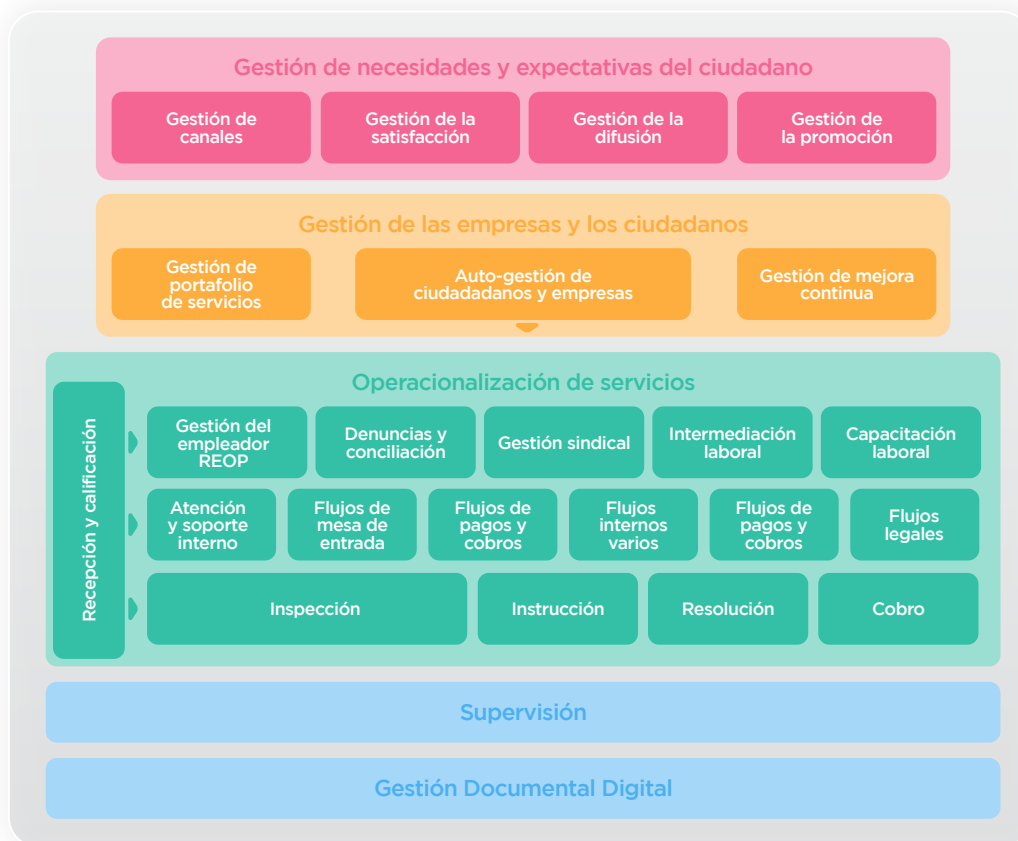 Gestión de necesidades y expectativas del ciudadano
Gestión de
canales
Gestión de la
satisfacción
Gestión de la
difusión
Gestión de
la promoción
Gestión de las empresas y los ciudadanos
Gestión de
portafolio
de servicios
Auto-gestión de
ciudadadanos y empresas
Gestión de mejora
continua
Operacionalización de servicios
Recepción y calificación
Gestión del
empleador
REOP
Denuncias y
conciliación
Gestión sindical
Intermediación
laboral
Capacitación
laboral
Atención
y soporte
interno
Flujos de
mesa de
entrada
Flujos de
pagos y
cobros
Flujos
internos
varios
Flujos de
pagos y
cobros
Flujos
legales
Inspección
Instrucción
Resolución
Cobro
Supervisión
Gestión Documental Digital